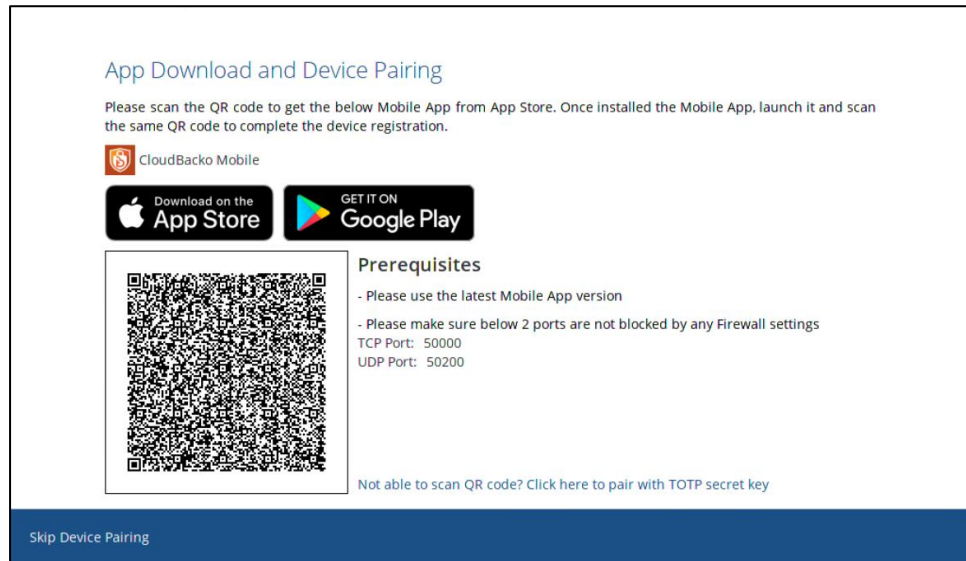 App Download and Device Pairing
Please scan the QR code to get the below Mobile App from App Store. Once installed the Mobile App, launch it and scan
the same QR code to complete the device registration.
CloudBacko Mobile
Download on the
App Store
GET IT ON
Google Play
Prerequisites
- Please use the latest Mobile App version
- Please make sure below 2 ports are not blocked by any Firewall settings
TCP Port: 50000
UDP Port: 50200
Not able to scan QR code? Click here to pair with TOTP secret key
Skip Device Pairing